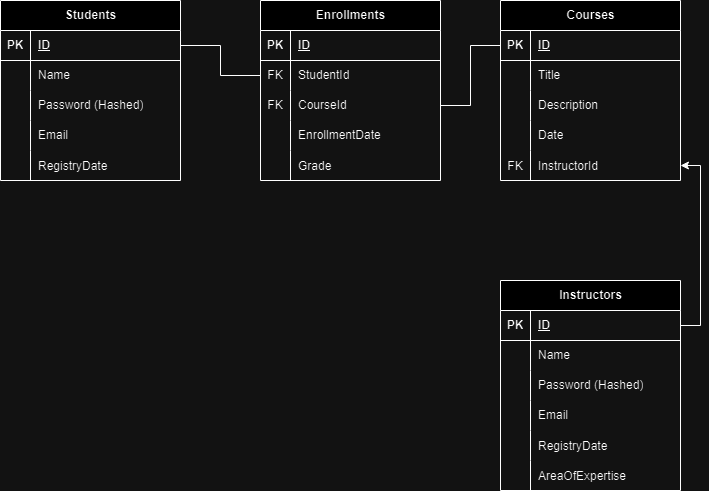 Students
PK ID
Name
Password (Hashed)
Email
RegistryDate
Enrollments
PK ID
FK StudentId
FK CourseId
EnrollmentDate
Grade
Courses
PK ID
Title
Description
Date
FK InstructorId
Instructors
PK ID
Name
Password (Hashed)
Email
RegistryDate
AreaOfExpertise